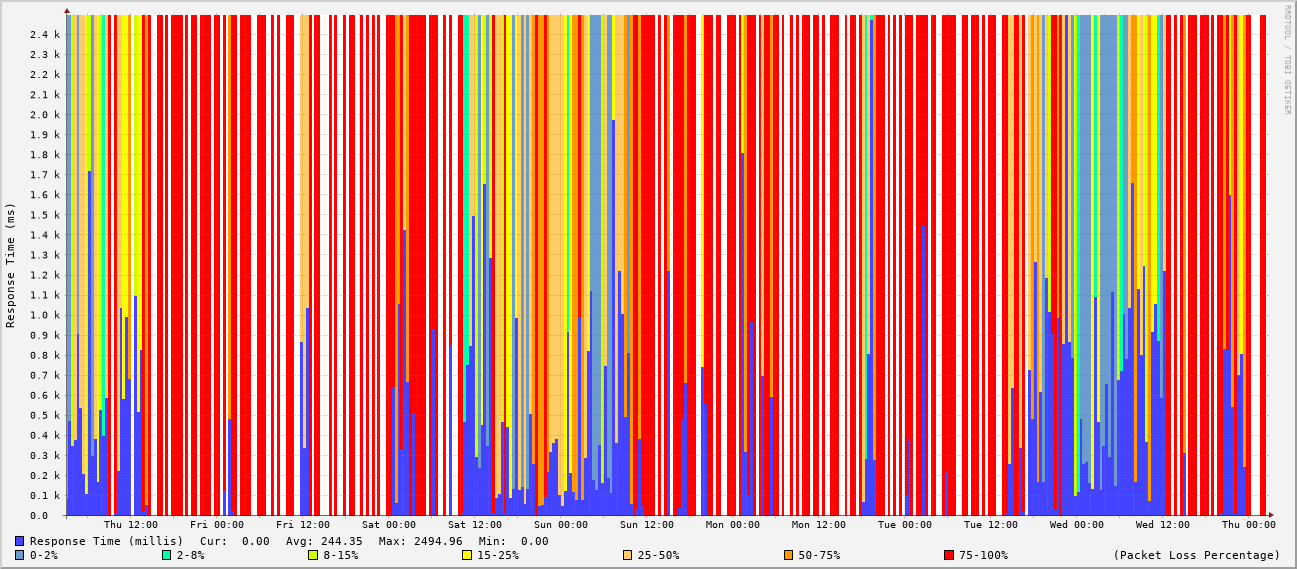 RRDTOOL / TOBI OETIKER
Response Time (ms)
2.4 k
2.3 k
2.2 k
2.1 k
2.0 k
1.9 k
1.8 k
1.7 k
1.6 k
1.5 k
1.4 k
1.3 k
1.2 k
1.1 k
1.0 k
0.9 k
0.8 k
0.7 k
0.6 k
0.5 k
0.4 k
0.3 k
0.2 k
0.1 k
0.0
Thu 12:00 Fri 00:00 Fri 12:00 Sat 00:00 Sat 12:00 Sun 00:00 Sun 12:00 Mon 00:00 Mon 12:00 Tue 00:00 Tue 12:00 Wed 00:00 Wed 12:00 Thu 00:00
Response Time (millis) Cur: 0.00 Avg: 244.35 Max: 2494.96 Min: 0.00
0-2% 2-8% 8-15% 15-25% 25-50% 50-75% 75-100% (Packet Loss Percentage)